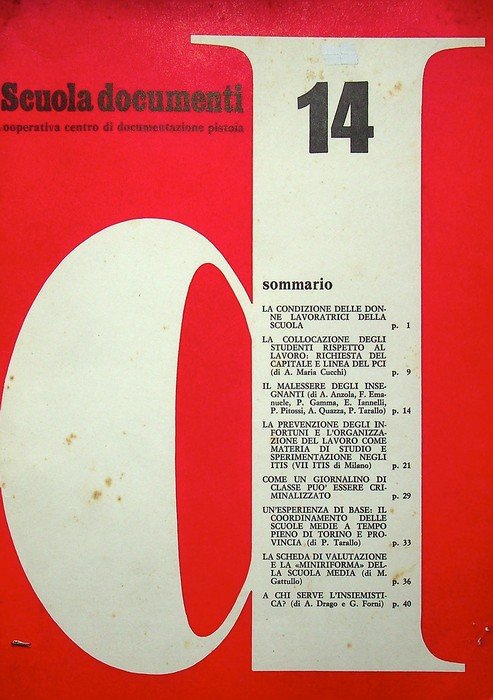 Scuola documenti
ooperativa centro di documentazione pistoia
14
sommario
LA CONDIZIONE DELLE DON-
NE LAVORATRICI DELLA
SCUOLA p. 1
LA COLLOCAZIONE DEGLI
STUDENTI RISPETTO AL
LAVORO: RICHIESTA DEL
CAPITALE E LINEA DEL PCI
(di A. Maria Cucchi) p. 9
IL MALESSERE DEGLI INSE-
GNANTI (di A. Anzola, F. Ema-
nuele, P. Gamma, E. Iannelli,
P. Pitossi, A. Quazza, P. Tarallo) p. 14
LA PREVENZIONE DEGLI IN-
FORTUNI E L'ORGANIZZA-
ZIONE DEL LAVORO COME
MATERIA DI STUDIO E
SPERIMENTAZIONE NEGLI
ITIS (VII ITIS di Milano) p. 21
COME UN GIORNALINO DI
CLASSE PUO' ESSERE CRI-
MINALIZZATO p. 29
UN'ESPERIENZA DI BASE: IL
COORDINAMENTO DELLE
SCUOLE MEDIE A TEMPO
PIENO DI TORINO E PRO-
VINCIA (di P. Tarallo) p. 33
LA SCHEDA DI VALUTAZIONE
E LA «MINIRIFORMA» DEL-
LA SCUOLA MEDIA (di M.
Gattullo) p. 36
A CHI SERVE L'INSIEMISTI-
CA? (di A. Drago e G. Forni) p. 40